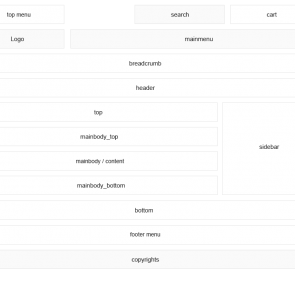 top menu
search
cart
Logo
mainmenu
breadcrumb
header
top
mainbody_top
mainbody / content
mainbody_bottom
sidebar
bottom
footer menu
copyrights